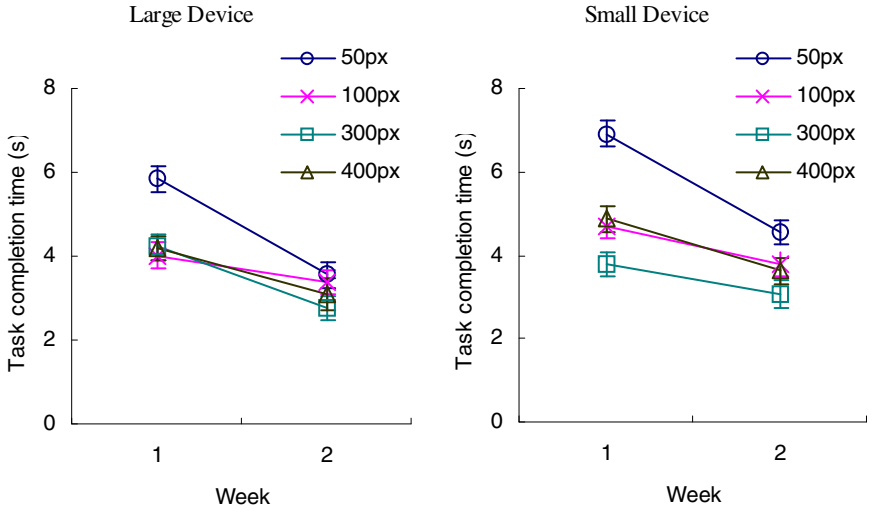 Large Device
50px
100px
300px
400px
8
6
4
2
0
Task completion time (s)
1
2
Week
Small Device
50px
100px
300px
400px
8
6
4
2
0
Task completion time (s)
1
2
Week